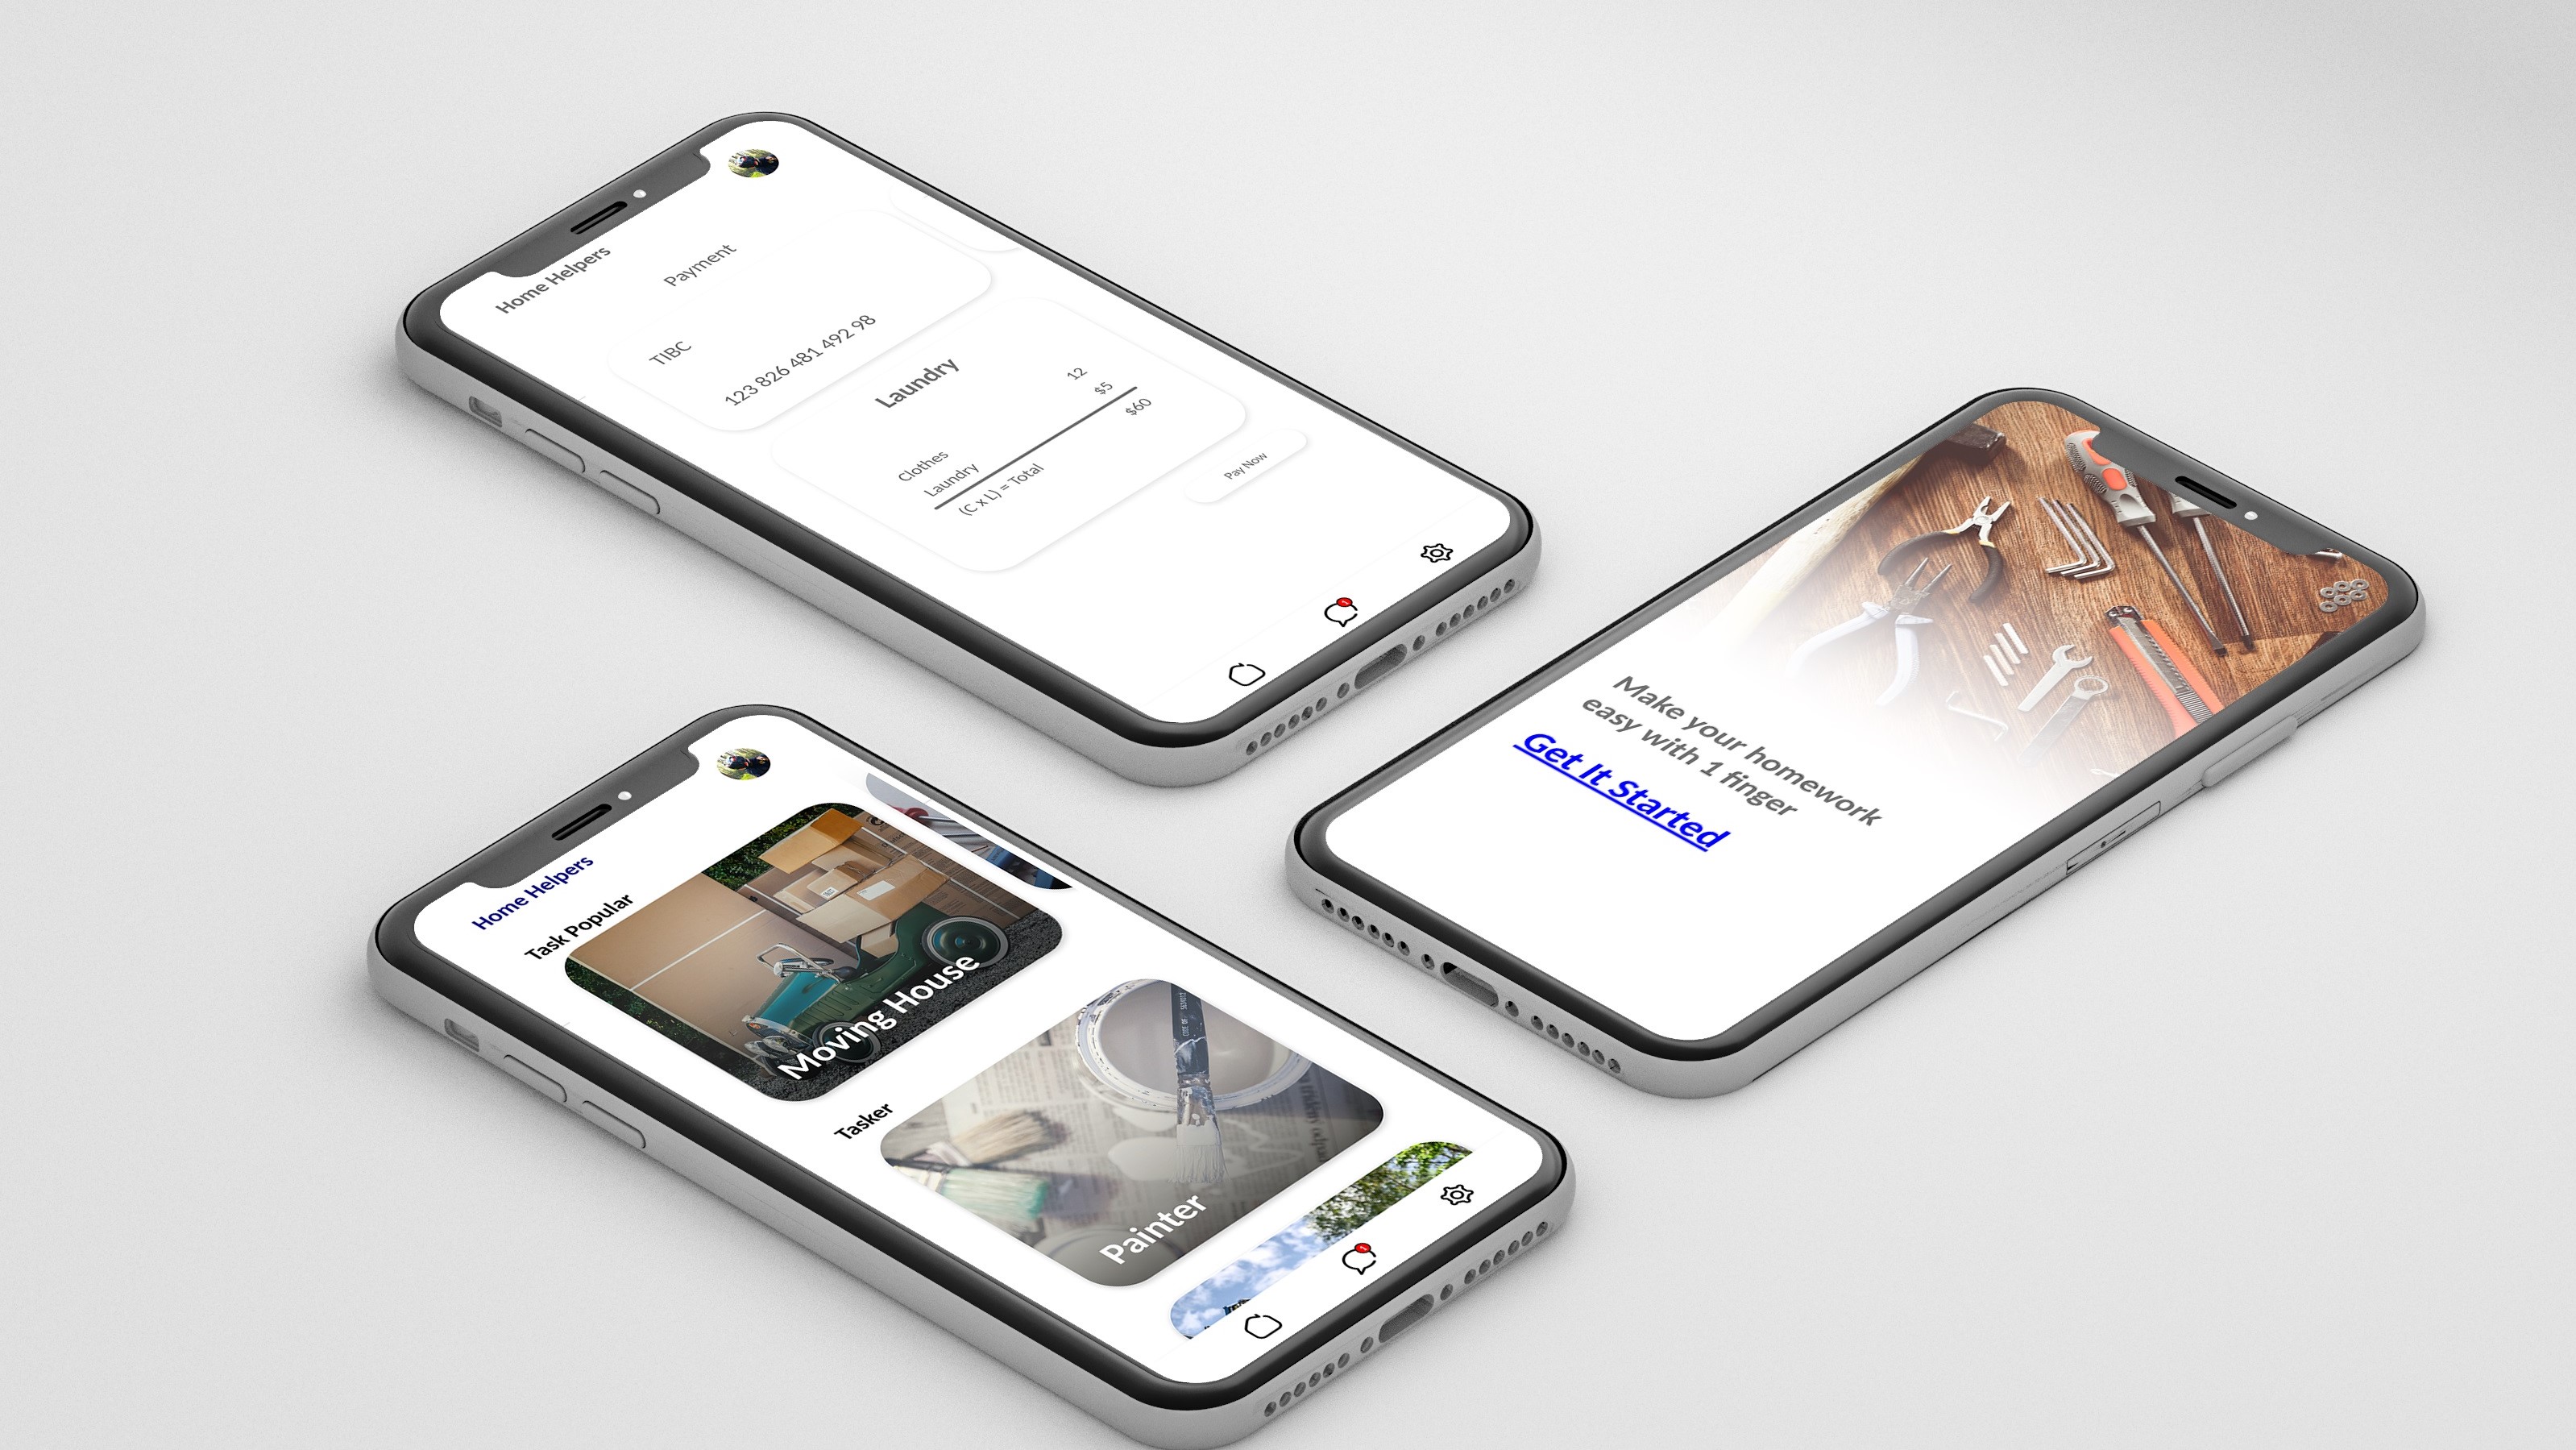 Home Helpers
Payment
TIBC
123 826 481 492 98
Laundry
Clothes 12
Laundry $5
(C x L) = Total $60
Pay Now
Make your homework
easy with 1 finger
Get It Started
Home Helpers
Task Popular
Moving House
Tasker
Painter